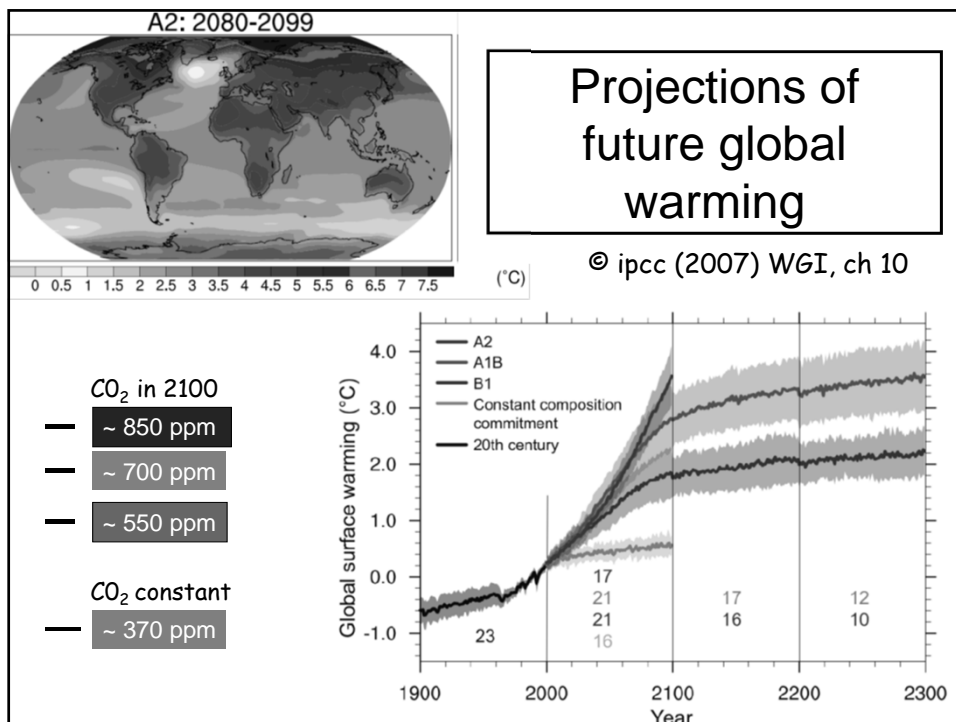 A2: 2080-2099
0 0.5 1 1.5 2 2.5 3 3.5 4 4.5 5 5.5 6 6.5 7 7.5 (°C)
Projections of
future global
warming
© ipcc (2007) WGI, ch 10
CO₂ in 2100
~ 850 ppm
~ 700 ppm
~ 550 ppm
CO₂ constant
~ 370 ppm
Global surface warming (°C)
4.0
3.0
2.0
1.0
0.0
-1.0
A2
A1B
B1
Constant composition
commitment
20th century
17
21 17 12
23 21 16 10
16
1900 2000 2100 2200 2300
Year